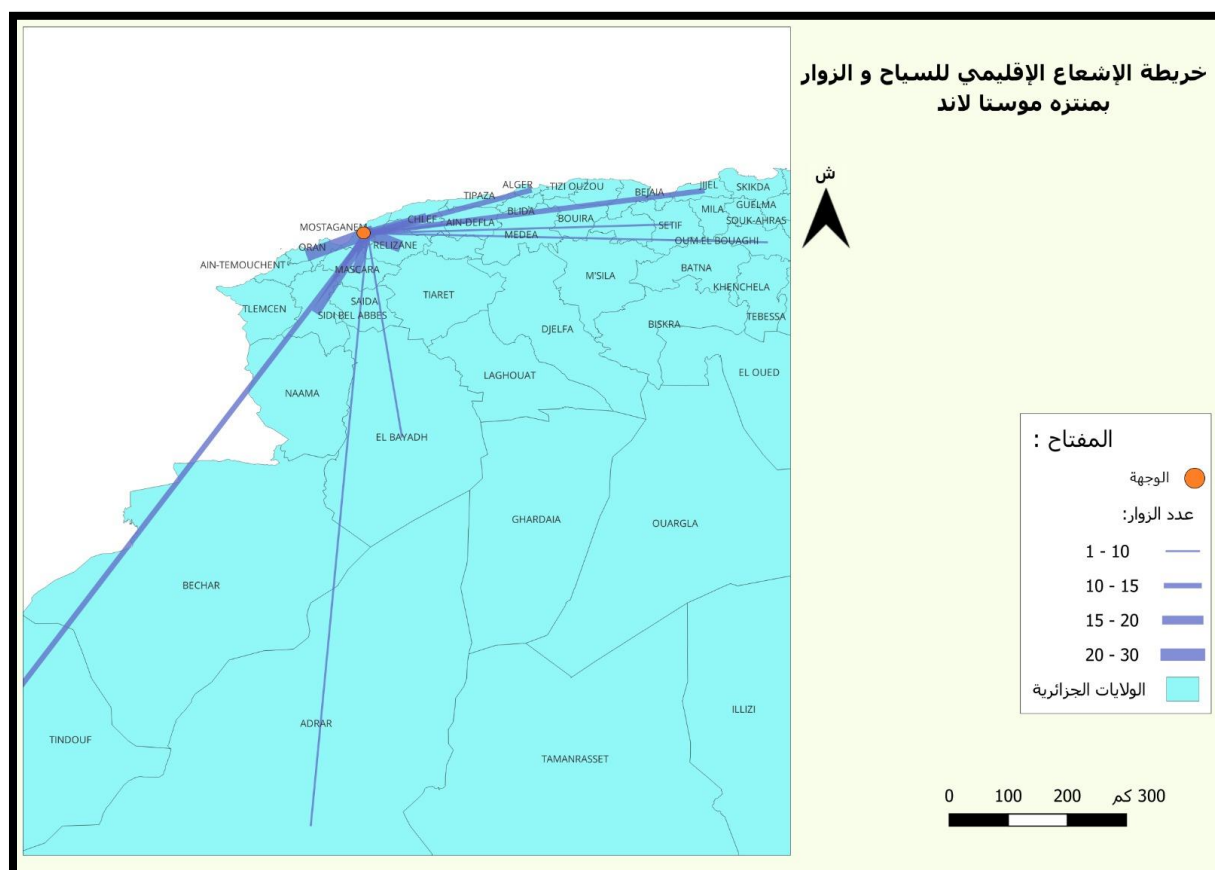 خريطة الإشعاع الإقليمي للسياح و الزوار
بمنتزه موستا لاند
ش
ALGER
TIZI OUZOU
JIJEL
SKIKDA
TIPAZA
BEJAIA
GUELMA
MILA
BLIDA
CHLEF
AIN-DEFLA
BOUIRA
SETIF
SOUK-AHRAS
MOSTAGANEM
MEDEA
OUM EL BOUAGHI
ORAN
RELIZANE
AIN-TEMOUCHENT
MASCARA
BATNA
M'SILA
KHENCHELA
TLEMCEN
SAIDA
TIARET
SIDI BEL ABBES
TEBESSA
DJELFA
BISKRA
LAGHOUAT
EL OUED
NAAMA
EL BAYADH
GHARDAIA
OUARGLA
BECHAR
ADRAR
ILLIZI
TINDOUF
TAMANRASSET
المفتاح :
الوجهة
عدد الزوار:
1 - 10
10 - 15
15 - 20
20 - 30
الولايات الجزائرية
0 100 200 300 كم